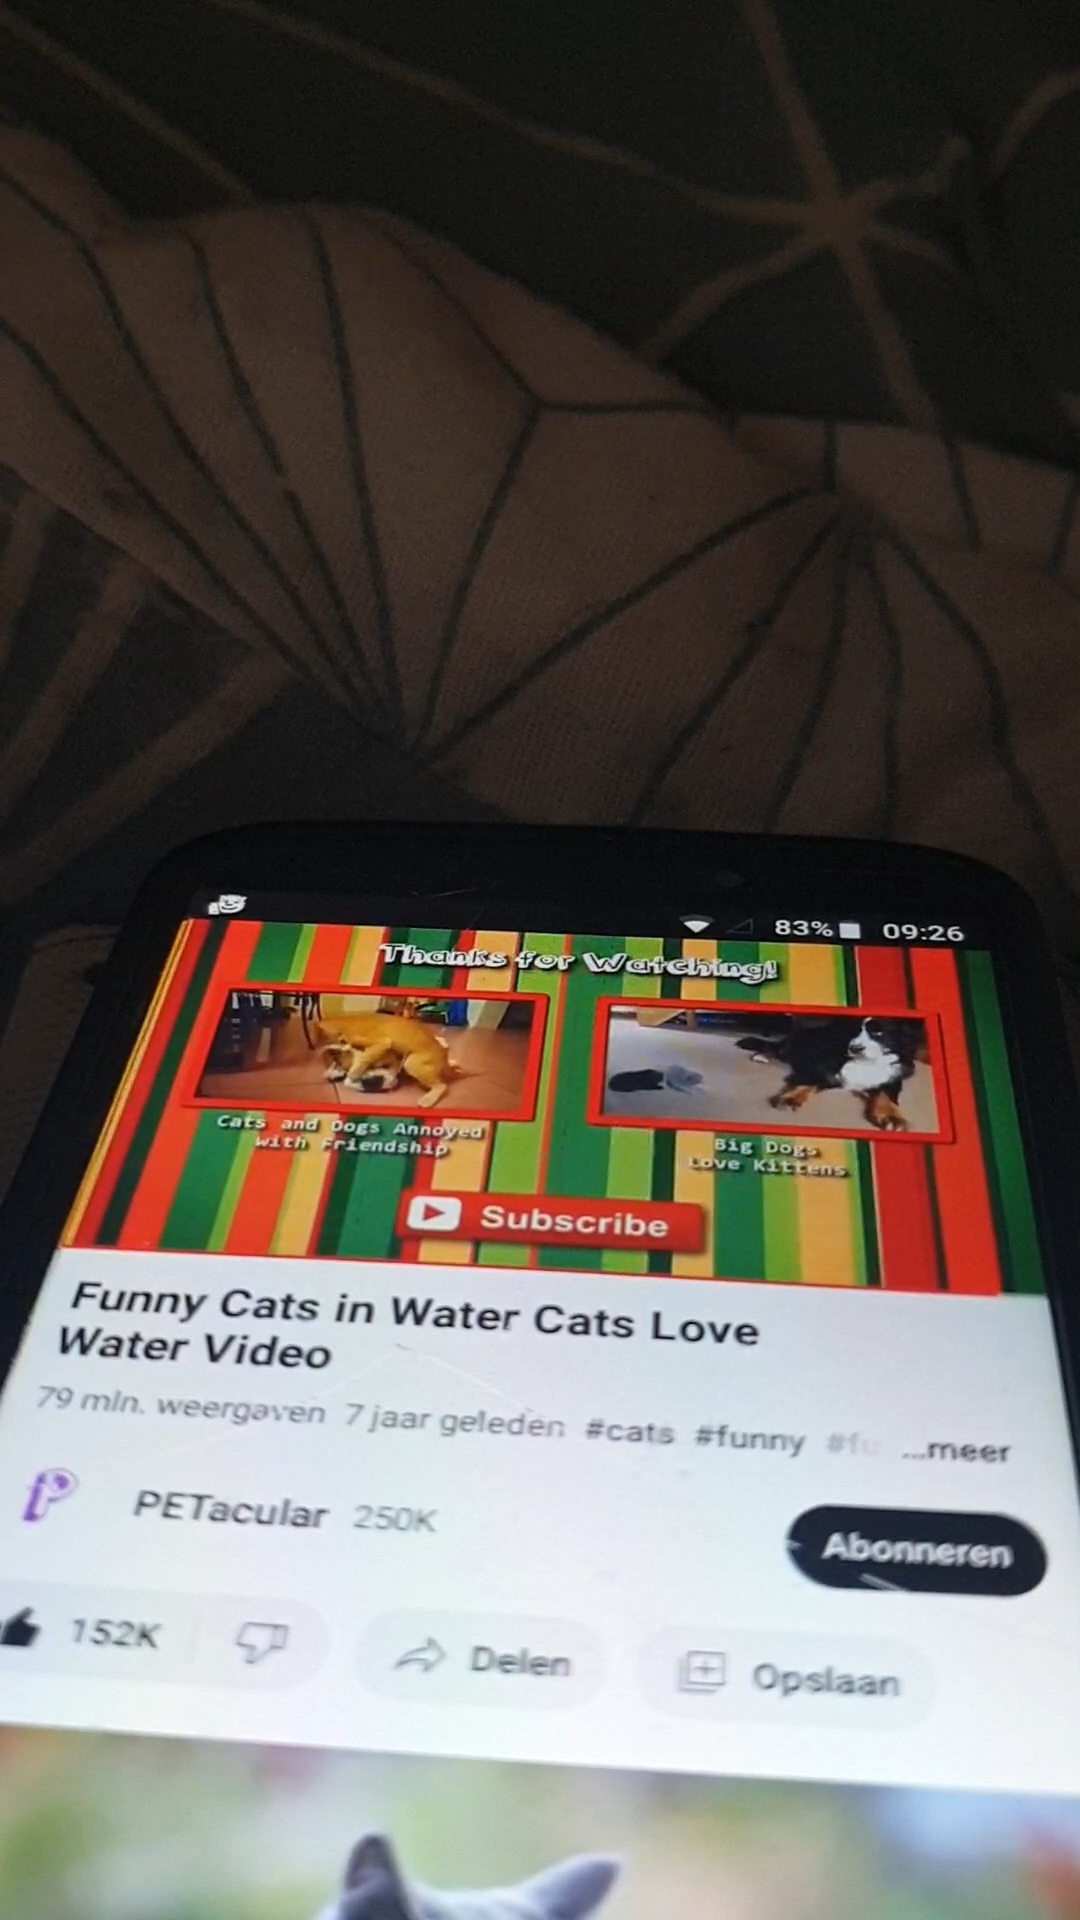 83% 09:26
Thanks for Watching!
Cats and Dogs Annoyed
with Friendship
Big Dogs
Love Kittens
Subscribe
Funny Cats in Water Cats Love
Water Video
79 mln. weergaven 7 jaar geleden #cats #funny #fu ...meer
PETacular 250K
Abonneren
152K
Delen
Opslaan